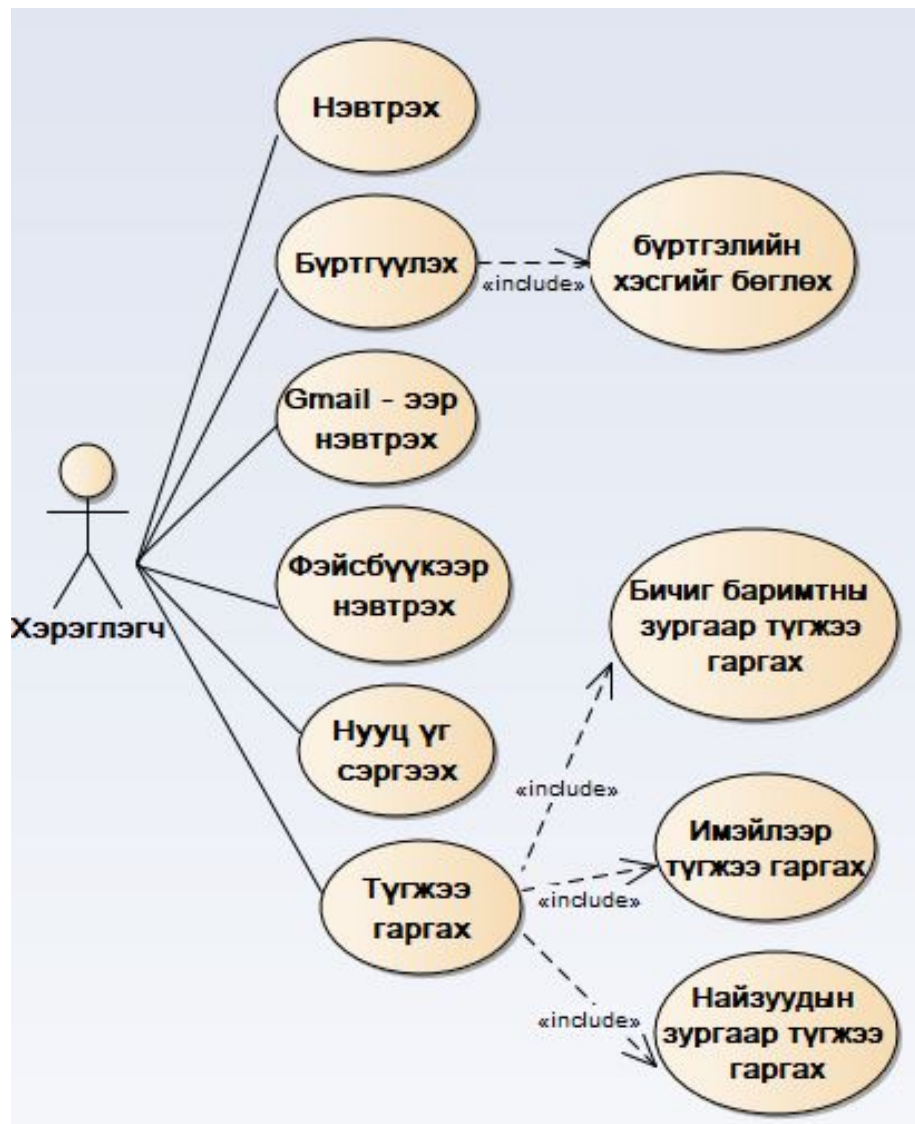 Нэвтрэх
Бүртгүүлэх
«include»
бүртгэлийн
хэсгийг бөглөх
Gmail - ээр
нэвтрэх
Хэрэглэгч
Фэйсбүүкээр
нэвтрэх
Нууц үг
сэргээх
Түгжээ
гаргах
«include»
Бичиг баримтны
зургаар түгжээ
гаргах
«include»
Имэйлээр
түгжээ гаргах
«include»
Найзуудын
зургаар түгжээ
гаргах